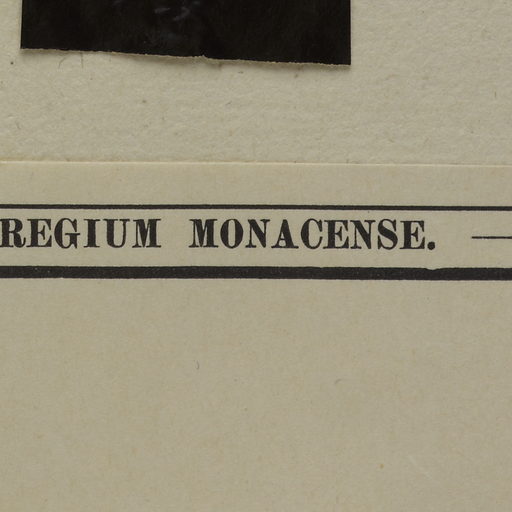 REGIUM MONACENSE. —